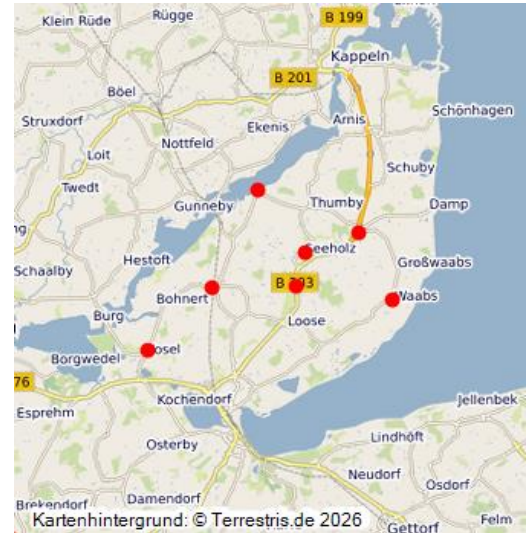 B 199
Klein Rüde
Rügge
Kappeln
B 201
Böel
Schönhagen
Struxdorf
Arnis
Ekenis
Nottfeld
Loit
Schuby
Twedt
Thumby
Damp
Gunneby
Seeholz
Hestoft
Schaalby
Großwaabs
Bohnert
Waabs
Burg
Loose
Borgwedel
76
Kochendorf
Jellenbek
Esprehm
Lindhöft
Osterby
Neudorf
Osdorf
Damendorf
Brekendorf
Felm
Gettorf
Kartenhintergrund: © Terrestris.de 2026